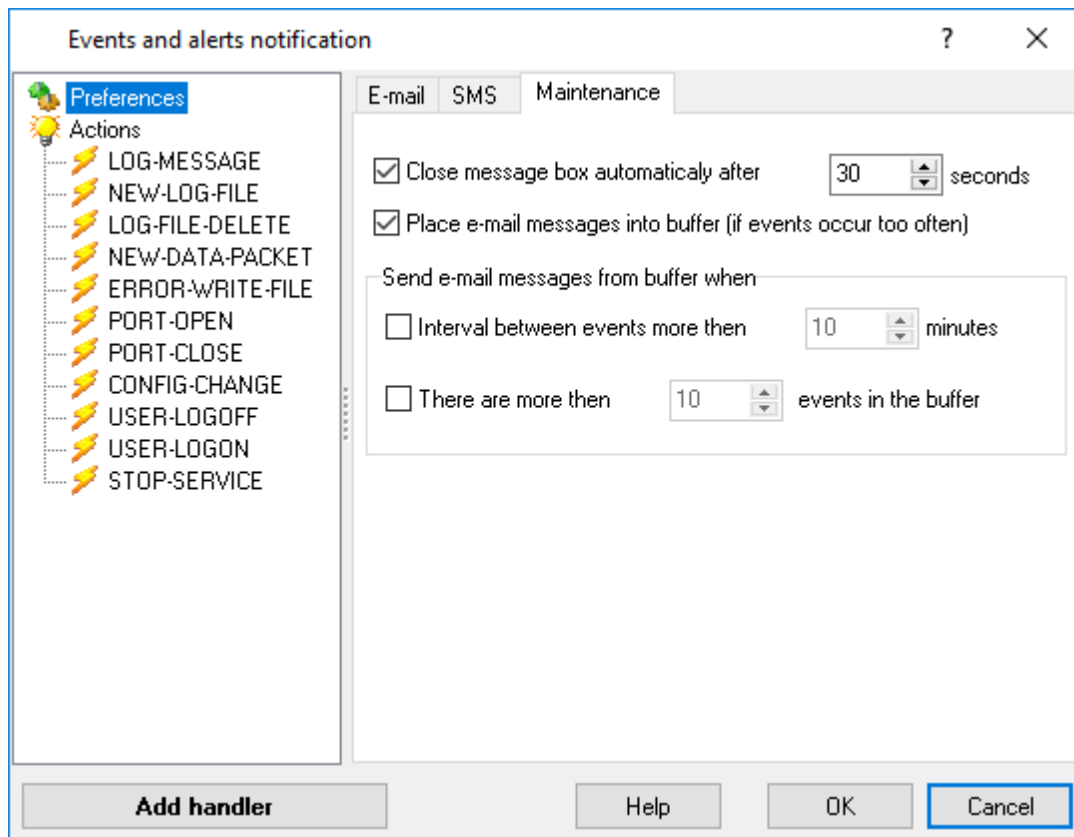 Events and alerts notification
?
Preferences
Actions
LOG-MESSAGE
NEW-LOG-FILE
LOG-FILE-DELETE
NEW-DATA-PACKET
ERROR-WRITE-FILE
PORT-OPEN
PORT-CLOSE
CONFIG-CHANGE
USER-LOGOFF
USER-LOGON
STOP-SERVICE
E-mail SMS Maintenance
Close message box automaticaly after 30 seconds
Place e-mail messages into buffer (if events occur too often)
Send e-mail messages from buffer when
Interval between events more then 10 minutes
There are more then 10 events in the buffer
Add handler Help OK Cancel